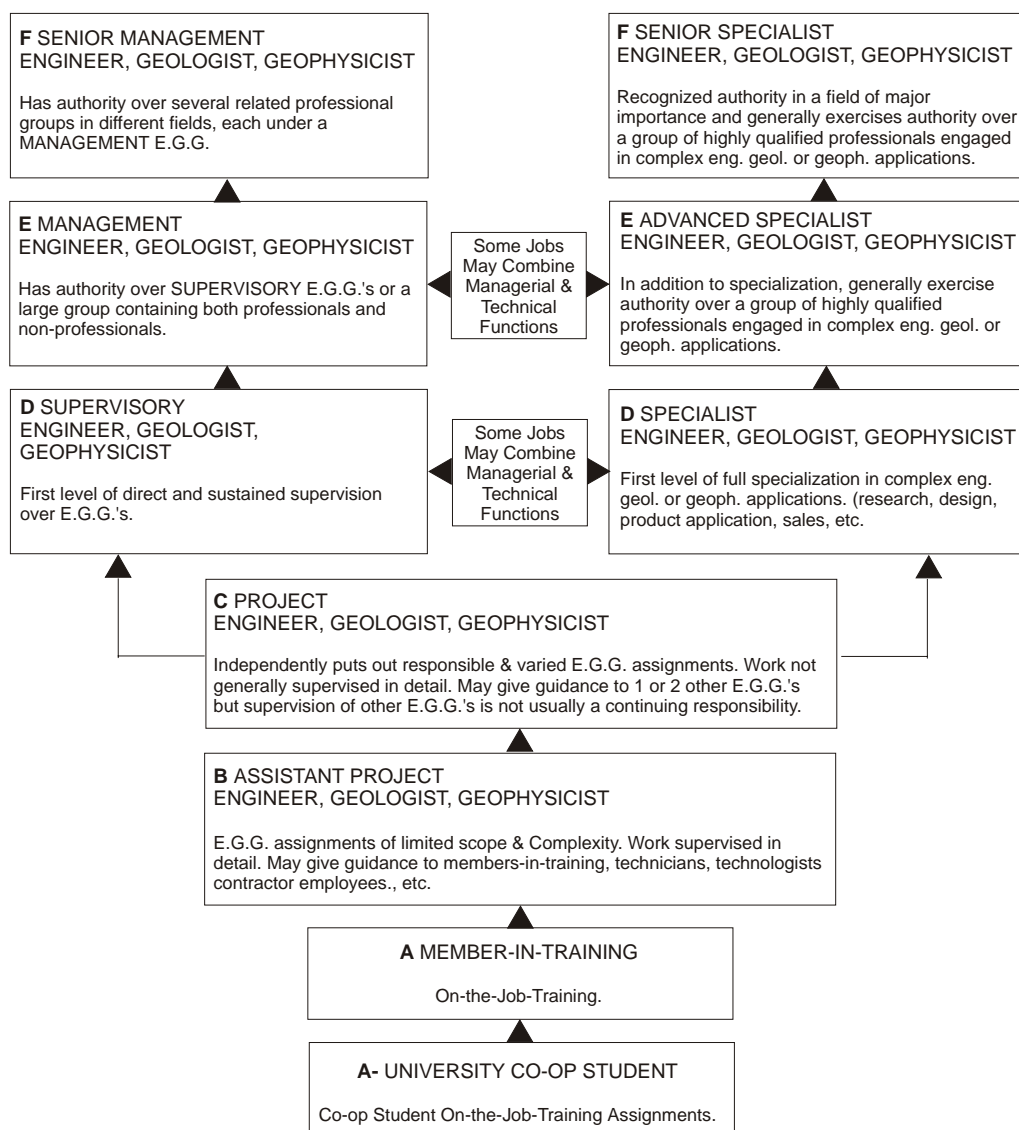 F SENIOR MANAGEMENT
ENGINEER, GEOLOGIST, GEOPHYSICIST
Has authority over several related professional
groups in different fields, each under a
MANAGEMENT E.G.G.
F SENIOR SPECIALIST
ENGINEER, GEOLOGIST, GEOPHYSICIST
Recognized authority in a field of major
importance and generally exercises authority over
a group of highly qualified professionals engaged
in complex eng. geol. or geoph. applications.
E MANAGEMENT
ENGINEER, GEOLOGIST, GEOPHYSICIST
Has authority over SUPERVISORY E.G.G.'s or a
large group containing both professionals and
non-professionals.
Some Jobs
May Combine
Managerial &
Technical
Functions
E ADVANCED SPECIALIST
ENGINEER, GEOLOGIST, GEOPHYSICIST
In addition to specialization, generally exercise
authority over a group of highly qualified
professionals engaged in complex eng. geol. or
geoph. applications.
D SUPERVISORY
ENGINEER, GEOLOGIST,
GEOPHYSICIST
First level of direct and sustained supervision
over E.G.G.'s.
Some Jobs
May Combine
Managerial &
Technical
Functions
D SPECIALIST
ENGINEER, GEOLOGIST, GEOPHYSICIST
First level of full specialization in complex eng.
geol. or geoph. applications. (research, design,
product application, sales, etc.
C PROJECT
ENGINEER, GEOLOGIST, GEOPHYSICIST
Independently puts out responsible & varied E.G.G. assignments. Work not
generally supervised in detail. May give guidance to 1 or 2 other E.G.G.'s
but supervision of other E.G.G.'s is not usually a continuing responsibility.
B ASSISTANT PROJECT
ENGINEER, GEOLOGIST, GEOPHYSICIST
E.G.G. assignments of limited scope & Complexity. Work supervised in
detail. May give guidance to members-in-training, technicians, technologists
contractor employees., etc.
A MEMBER-IN-TRAINING
On-the-Job-Training.
A- UNIVERSITY CO-OP STUDENT
Co-op Student On-the-Job-Training Assignments.